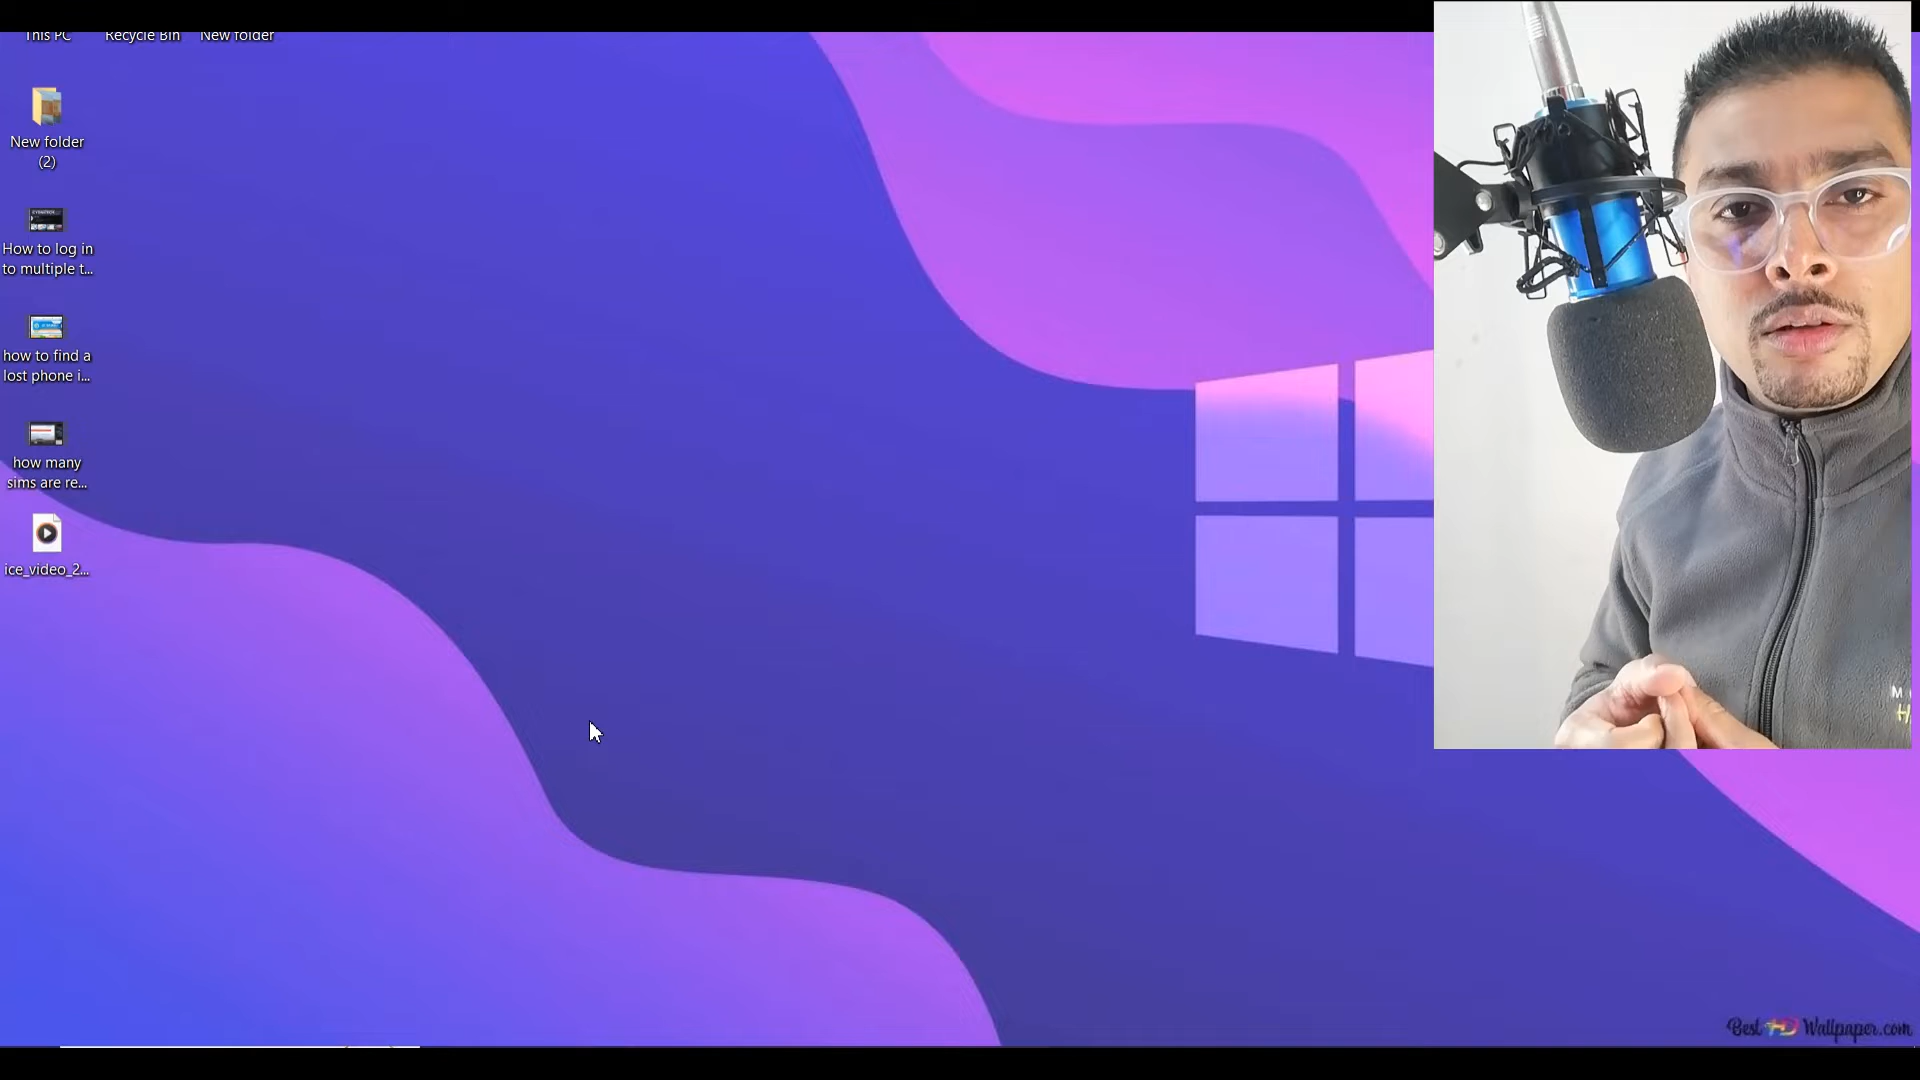 This PC
Recycle Bin
New folder
New folder
(2)
How to log in
to multiple t...
how to find a
lost phone i...
how many
sims are re...
ice_video_2...
Best HD Wallpaper.com